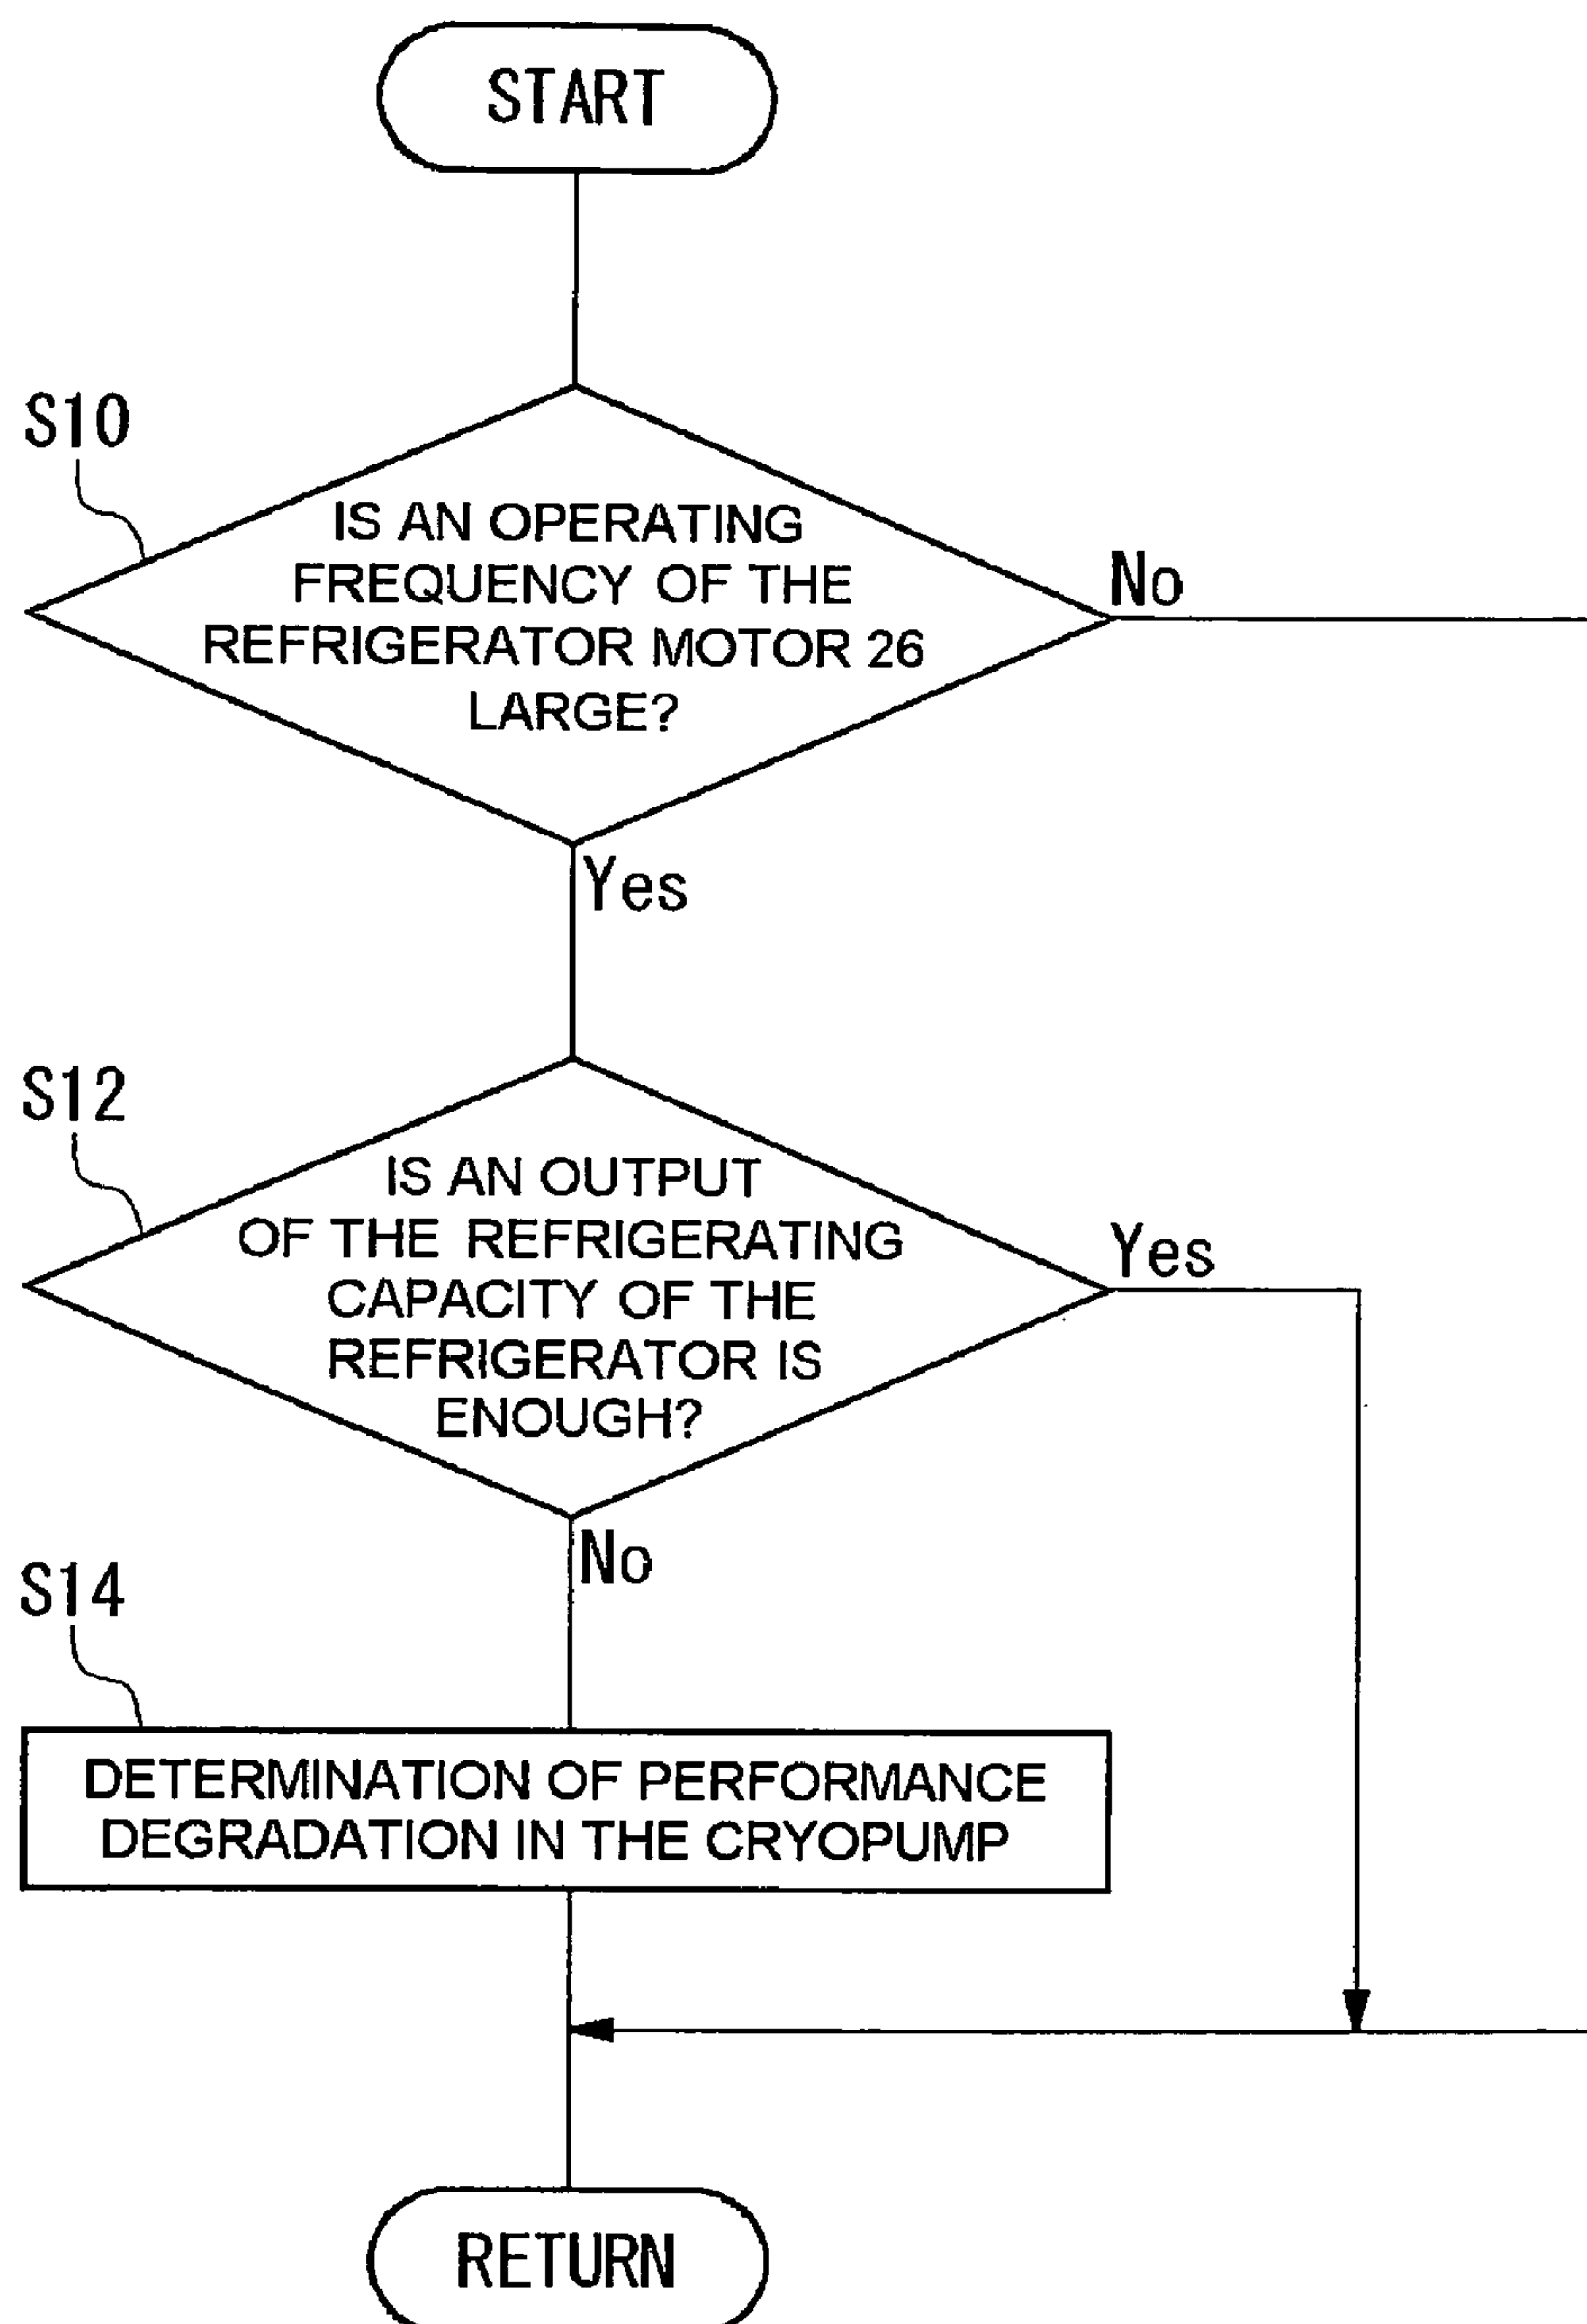 START
S10
IS AN OPERATING
FREQUENCY OF THE
REFRIGERATOR MOTOR 26
LARGE?
No
Yes
S12
IS AN OUTPUT
OF THE REFRIGERATING
CAPACITY OF THE
REFRIGERATOR IS
ENOUGH?
Yes
No
S14
DETERMINATION OF PERFORMANCE
DEGRADATION IN THE CRYOPUMP
RETURN